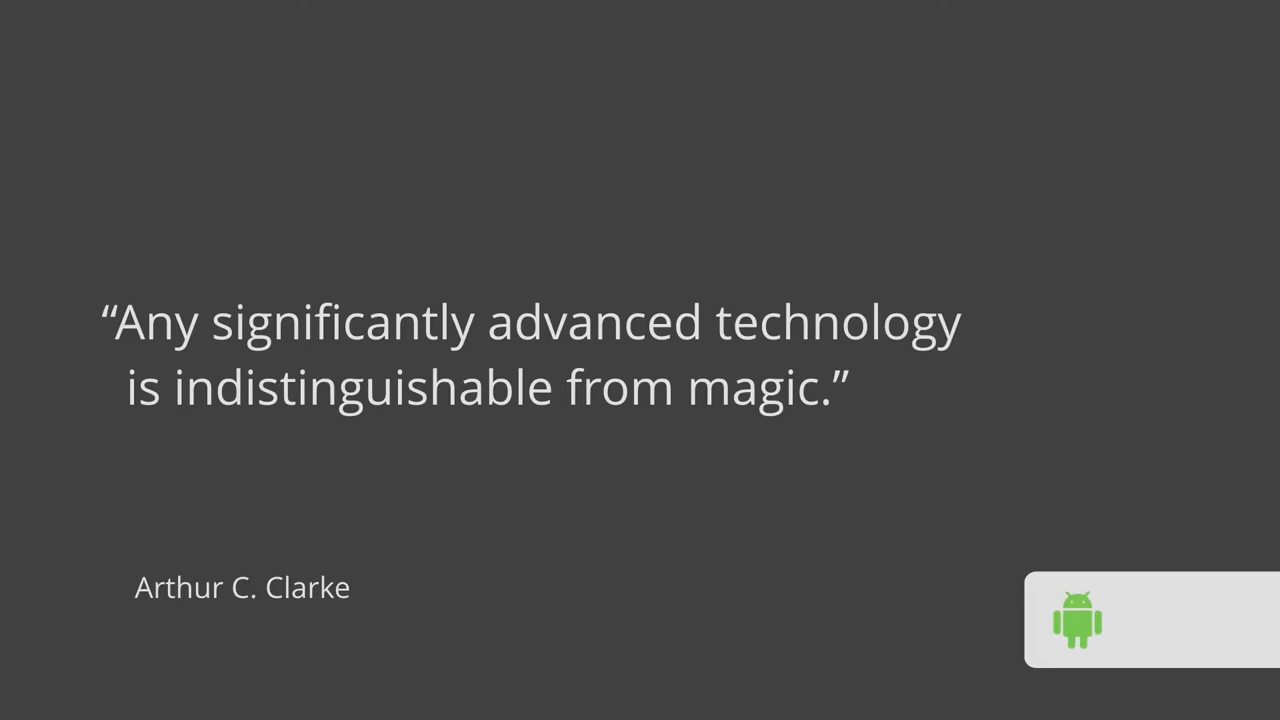 “Any significantly advanced technology
is indistinguishable from magic.”
Arthur C. Clarke